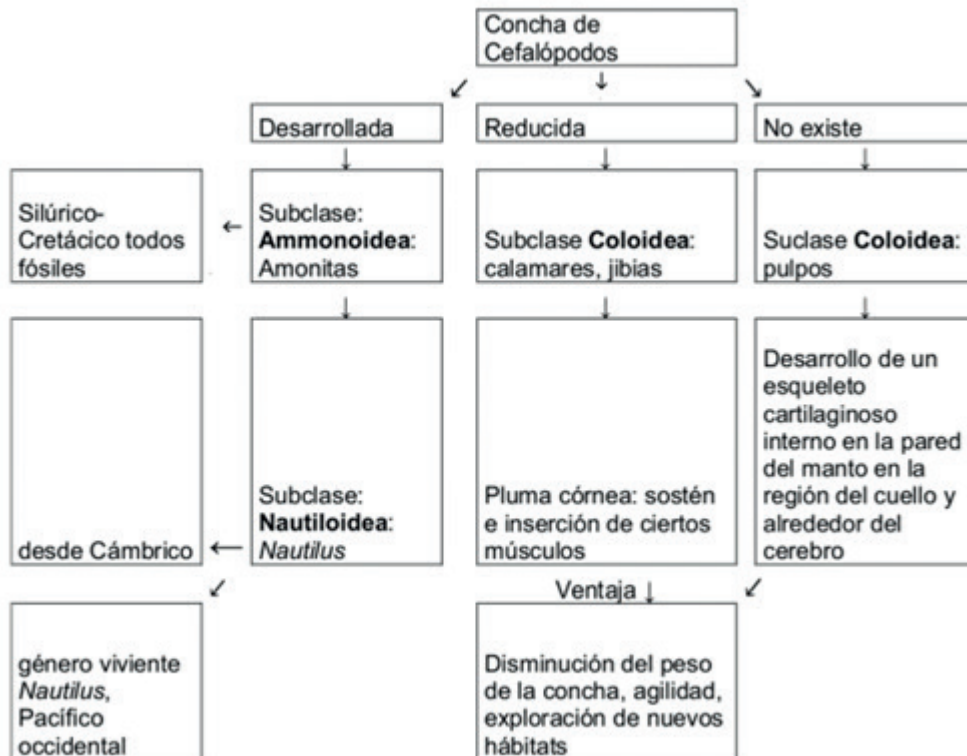 Concha de
Cefalópodos
Desarrollada
Reducida
No existe
Silúrico-
Cretácico todos
fósiles
Subclase:
Ammonoidea:
Amonitas
Subclase Coloidea:
calamares, jibias
Suclase Coloidea:
pulpos
desde Cámbrico
Subclase:
Nautiloidea:
Nautilus
Pluma córnea: sostén
e inserción de ciertos
músculos
Desarrollo de un
esqueleto
cartilaginoso
interno en la pared
del manto en la
región del cuello y
alrededor del
cerebro
Ventaja
género viviente
Nautilus,
Pacífico
occidental
Disminución del peso
de la concha, agilidad,
exploración de nuevos
hábitats